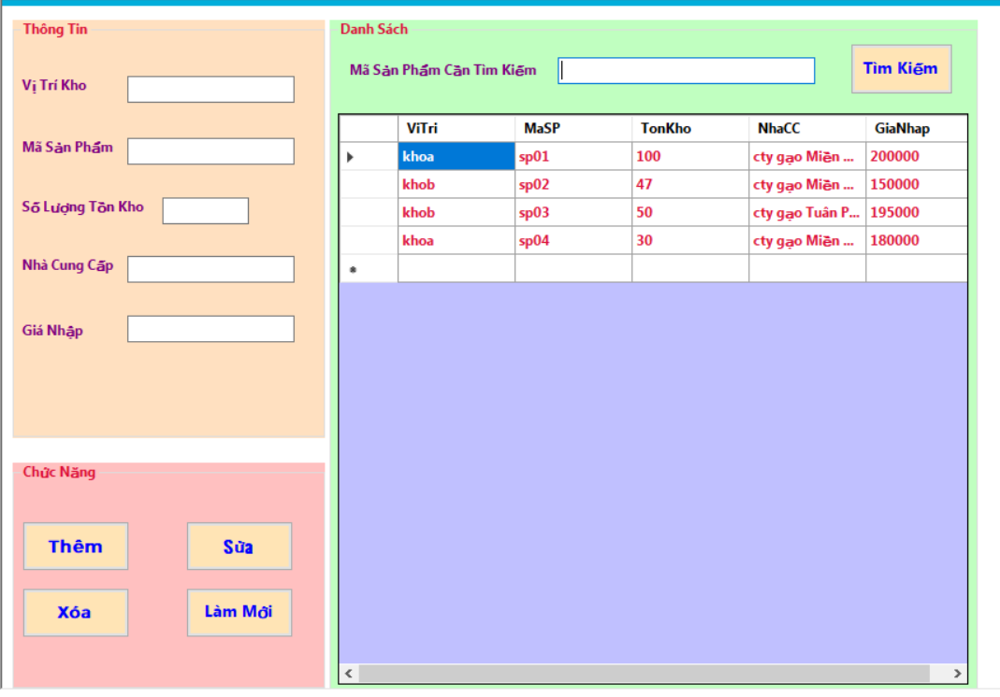 Thông Tin
Vị Trí Kho
Mã Sản Phẩm
Số Lượng Tồn Kho
Nhà Cung Cấp
Giá Nhập
Chức Năng
Thêm
Sửa
Xóa
Làm Mới
Danh Sách
Mã Sản Phẩm Cần Tìm Kiếm
Tìm Kiếm
ViTri MaSP TonKho NhaCC GiaNhap
khoa sp01 100 cty gạo Miền ... 200000
khob sp02 47 cty gạo Miền ... 150000
khob sp03 50 cty gạo Tuân P... 195000
khoa sp04 30 cty gạo Miền ... 180000